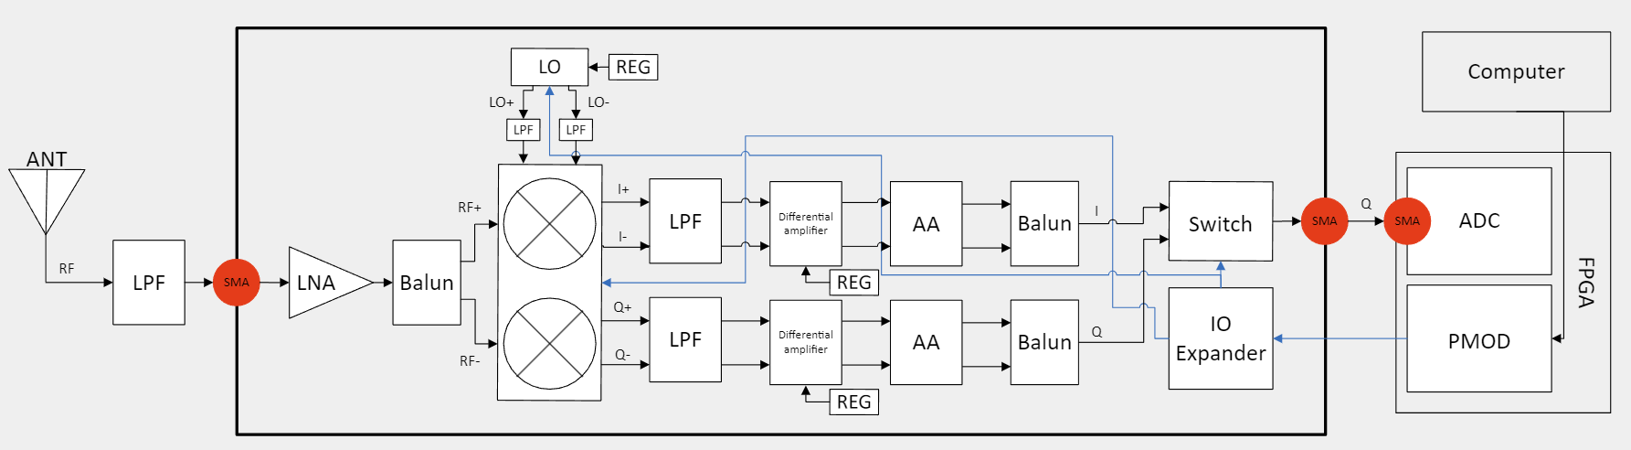 ANT
RF
LPF
SMA
LNA
Balun
RF+
RF-
LO
REG
LO+
LO-
LPF
LPF
I+
I-
LPF
Differential
amplifier
REG
AA
Balun
I
Q+
Q-
LPF
Differential
amplifier
REG
AA
Balun
Q
Switch
IO
Expander
SMA
Q
SMA
ADC
PMOD
FPGA
Computer